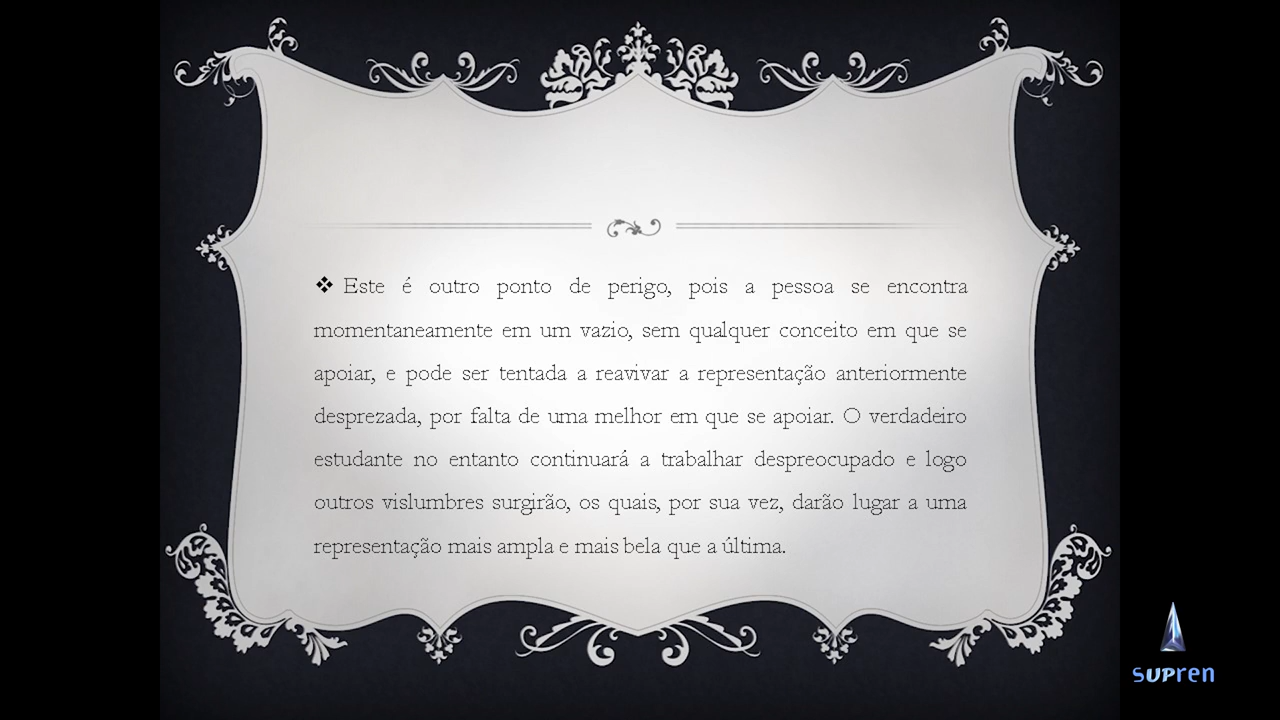 ❖ Este é outro ponto de perigo, pois a pessoa se encontra
momentaneamente em um vazio, sem qualquer conceito em que se
apoiar, e pode ser tentada a reavivar a representação anteriormente
desprezada, por falta de uma melhor em que se apoiar. O verdadeiro
estudante no entanto continuará a trabalhar despreocupado e logo
outros vislumbres surgirão, os quais, por sua vez, darão lugar a uma
representação mais ampla e mais bela que a última.
supren